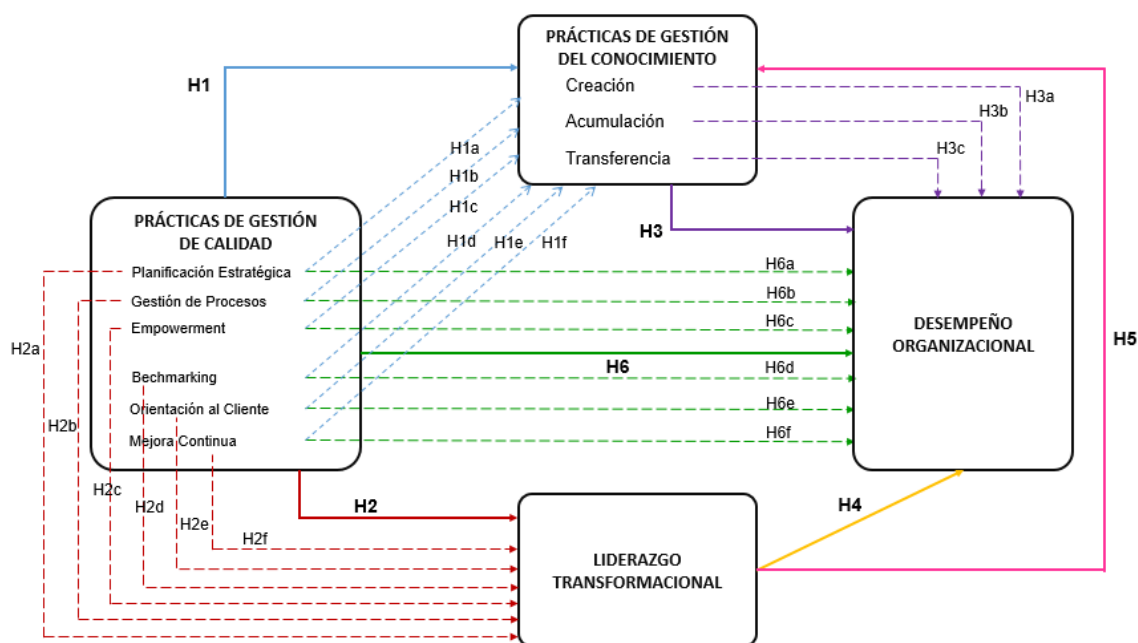 PRÁCTICAS DE GESTIÓN
DEL CONOCIMIENTO
Creación
Acumulación
Transferencia
H1
H1a
H1b
H1c
H1d
H1e
H1f
H3a
H3b
H3c
H3
PRÁCTICAS DE GESTIÓN
DE CALIDAD
Planificación Estratégica
Gestión de Procesos
Empowerment
Bechmarking
Orientación al Cliente
Mejora Continua
H6a
H6b
H6c
H6
H6d
H6e
H6f
DESEMPEÑO
ORGANIZACIONAL
H5
H2a
H2b
H2c
H2d
H2e
H2f
H2
H4
LIDERAZGO
TRANSFORMACIONAL